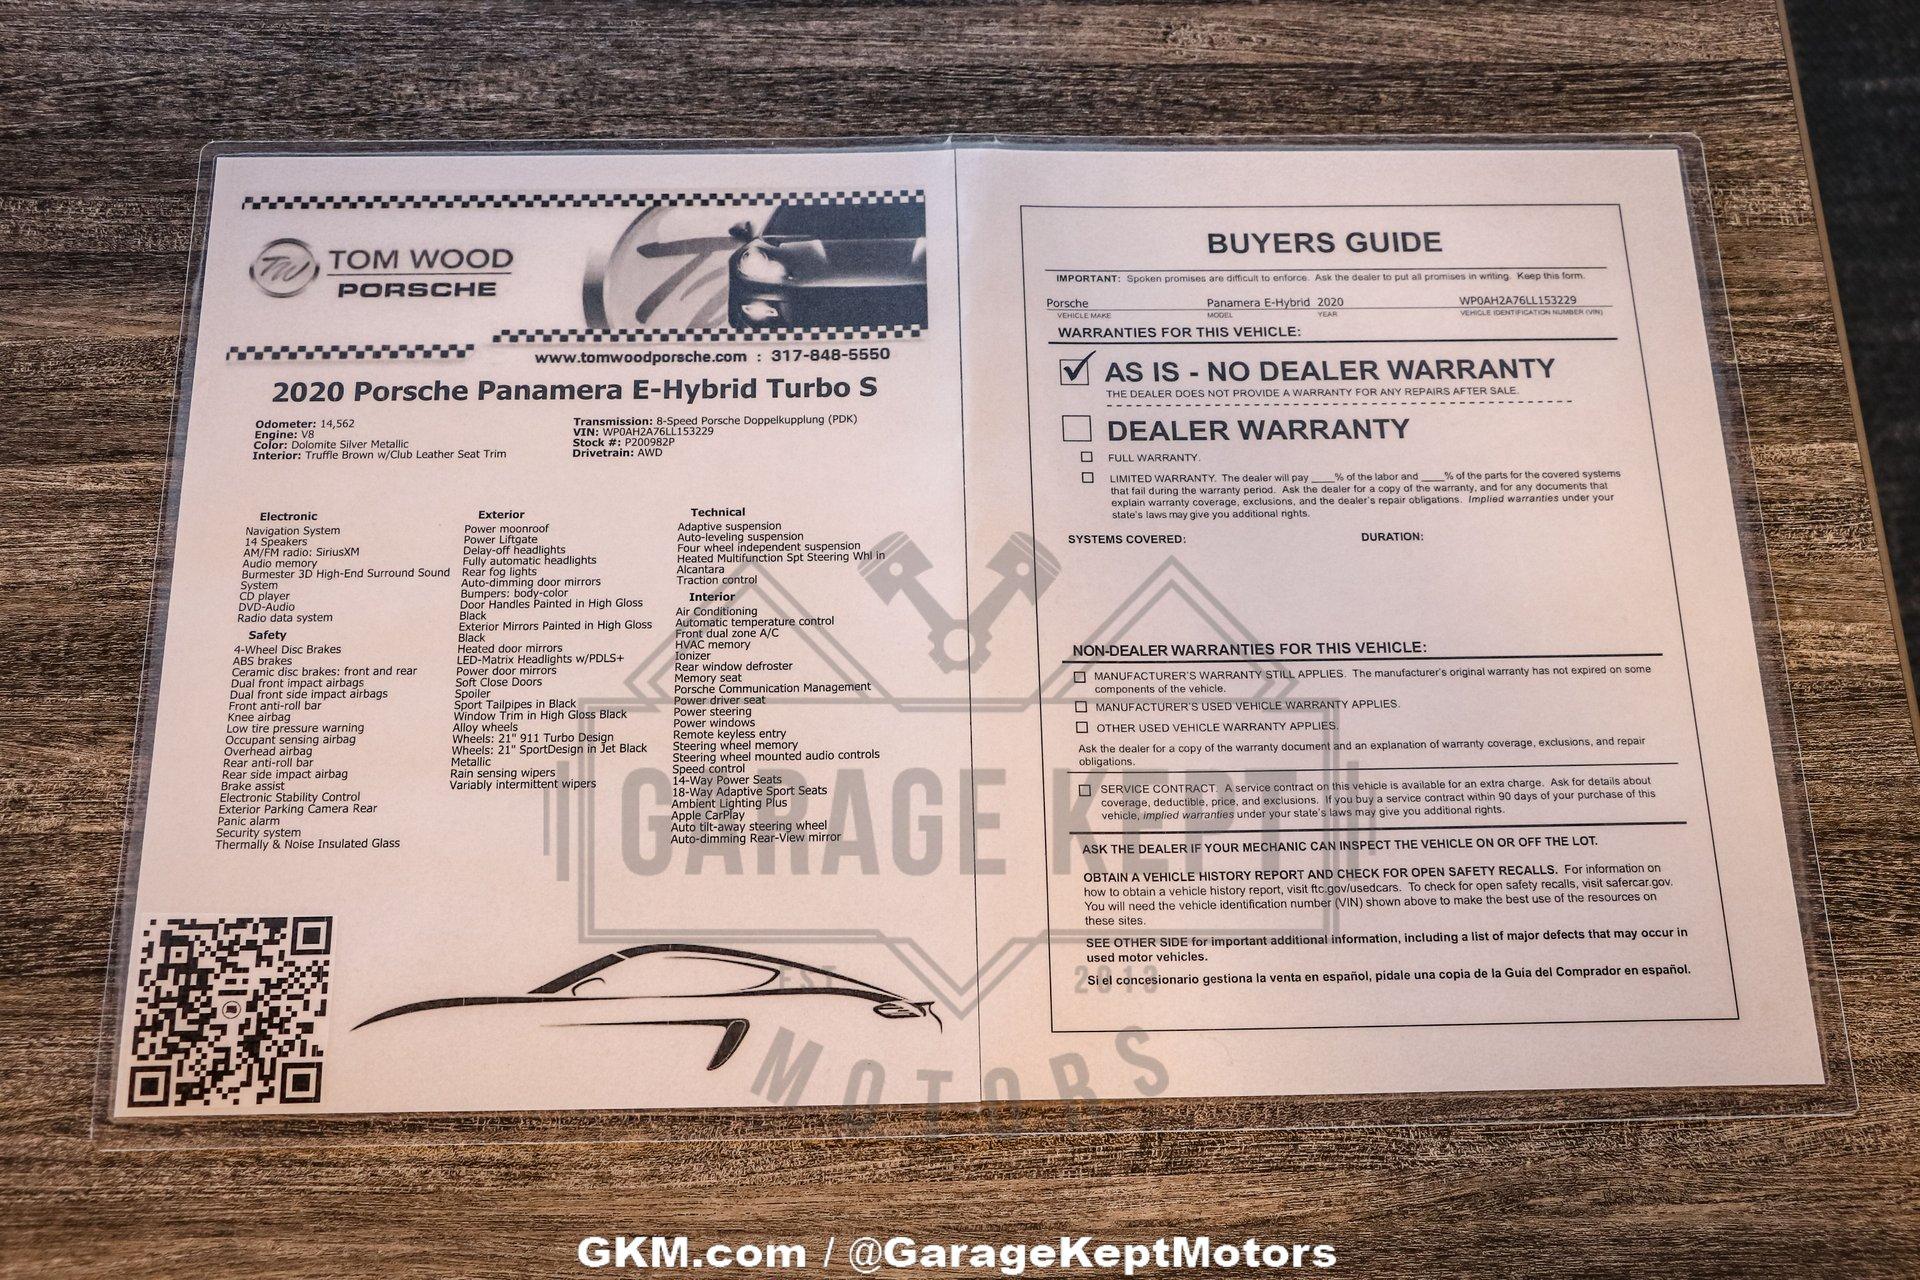 TW TOM WOOD
PORSCHE
www.tomwoodporsche.com : 317-848-5550
2020 Porsche Panamera E-Hybrid Turbo S
Odometer: 14,562
Engine: V8
Color: Dolomite Silver Metallic
Interior: Truffle Brown w/Club Leather Seat Trim
Transmission: 8-Speed Porsche Doppelkupplung (PDK)
VIN: WP0AH2A76LL153229
Stock #: P200982P
Drivetrain: AWD
Electronic
Navigation System
14 Speakers
AM/FM radio: SiriusXM
Audio memory
Burmester 3D High-End Surround Sound
System
CD player
DVD-Audio
Radio data system
Safety
4-Wheel Disc Brakes
ABS brakes
Ceramic disc brakes: front and rear
Dual front impact airbags
Dual front side impact airbags
Front anti-roll bar
Knee airbag
Low tire pressure warning
Occupant sensing airbag
Overhead airbag
Rear anti-roll bar
Rear side impact airbag
Brake assist
Electronic Stability Control
Exterior Parking Camera Rear
Panic alarm
Security system
Thermally & Noise Insulated Glass
Exterior
Power moonroof
Power Liftgate
Delay-off headlights
Fully automatic headlights
Rear fog lights
Auto-dimming door mirrors
Bumpers: body-color
Door Handles Painted in High Gloss
Black
Exterior Mirrors Painted in High Gloss
Black
Heated door mirrors
LED-Matrix Headlights w/PDLS+
Power door mirrors
Soft Close Doors
Spoiler
Sport Tailpipes in Black
Window Trim in High Gloss Black
Alloy wheels
Wheels: 21" 911 Turbo Design
Wheels: 21" SportDesign in Jet Black
Metallic
Rain sensing wipers
Variably intermittent wipers
Technical
Adaptive suspension
Auto-leveling suspension
Four wheel independent suspension
Heated Multifunction Spt Steering Whl in
Alcantara
Traction control
Interior
Air Conditioning
Automatic temperature control
Front dual zone A/C
HVAC memory
Ionizer
Rear window defroster
Memory seat
Porsche Communication Management
Power driver seat
Power steering
Power windows
Remote keyless entry
Steering wheel memory
Steering wheel mounted audio controls
Speed control
14-Way Power Seats
18-Way Adaptive Sport Seats
Ambient Lighting Plus
Apple CarPlay
Auto tilt-away steering wheel
Auto-dimming Rear-View mirror
BUYERS GUIDE
IMPORTANT: Spoken promises are difficult to enforce. Ask the dealer to put all promises in writing. Keep this form.
Porsche Panamera E-Hybrid 2020 WP0AH2A76LL153229
VEHICLE MAKE MODEL YEAR VEHICLE IDENTIFICATION NUMBER (VIN)
WARRANTIES FOR THIS VEHICLE:
AS IS - NO DEALER WARRANTY
THE DEALER DOES NOT PROVIDE A WARRANTY FOR ANY REPAIRS AFTER SALE.
DEALER WARRANTY
FULL WARRANTY.
LIMITED WARRANTY. The dealer will pay ____% of the labor and ____% of the parts for the covered systems
that fail during the warranty period. Ask the dealer for a copy of the warranty, and for any documents that
explain warranty coverage, exclusions, and the dealer's repair obligations. Implied warranties under your
state's laws may give you additional rights.
SYSTEMS COVERED: DURATION:
NON-DEALER WARRANTIES FOR THIS VEHICLE:
MANUFACTURER'S WARRANTY STILL APPLIES. The manufacturer's original warranty has not expired on some
components of the vehicle.
MANUFACTURER'S USED VEHICLE WARRANTY APPLIES.
OTHER USED VEHICLE WARRANTY APPLIES.
Ask the dealer for a copy of the warranty document and an explanation of warranty coverage, exclusions, and repair
obligations.
SERVICE CONTRACT. A service contract on this vehicle is available for an extra charge. Ask for details about
coverage, deductible, price, and exclusions. If you buy a service contract within 90 days of your purchase of this
vehicle, implied warranties under your state's laws may give you additional rights.
ASK THE DEALER IF YOUR MECHANIC CAN INSPECT THE VEHICLE ON OR OFF THE LOT.
OBTAIN A VEHICLE HISTORY REPORT AND CHECK FOR OPEN SAFETY RECALLS. For information on
how to obtain a vehicle history report, visit ftc.gov/usedcars. To check for open safety recalls, visit safercar.gov.
You will need the vehicle identification number (VIN) shown above to make the best use of the resources on
these sites.
SEE OTHER SIDE for important additional information, including a list of major defects that may occur in
used motor vehicles.
Si el concesionario gestiona la venta en español, pídale una copia de la Guía del Comprador en español.
GARAGE KEPT
EST 2013
MOTORS
GKM.com / @GarageKeptMotors